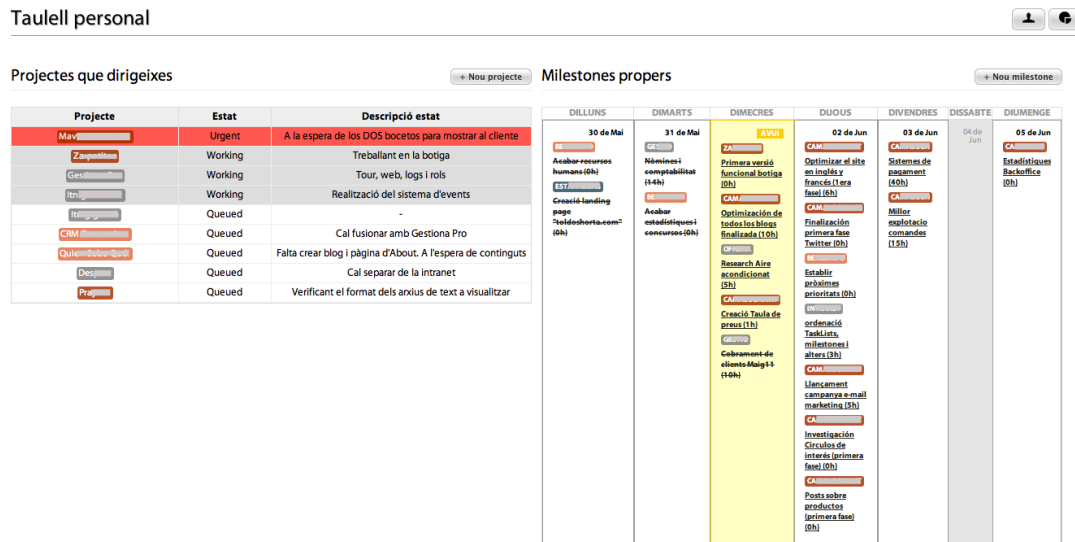 Taulell personal
Projectes que dirigeixes
+ Nou projecte
Projecte Estat Descripció estat
Urgent A la espera de los DOS bocetos para mostrar al cliente
Working Treballant en la botiga
Working Tour, web, logs i rols
Working Realització del sistema d'events
Queued -
CRM Queued Cal fusionar amb Gestiona Pro
Queued Falta crear blog i pàgina d'About. A l'espera de continguts
Queued Cal separar de la intranet
Queued Verificant el format dels arxius de text a visualitzar
Milestones propers
+ Nou milestone
DILLUNS
30 de Mai
Acabar recursos
humans (0h)
Creació landing
page
"toldoshorta.com"
(0h)
DIMARTS
31 de Mai
Nòmines i
comptabilitat
(14h)
Acabar
estadístiques i
concursos (0h)
DIMECRES
AVUI
Primera versió
funcional botiga
(0h)
Optimización de
todos los blogs
finalizada (10h)
Research Aire
acondicionat
(5h)
Creació Taula de
preus (1h)
Cobrament de
clients Maig11
(10h)
DIJOUS
02 de Jun
Optimizar el site
en inglés y
francés (1era
fase) (6h)
Finalización
primera fase
Twitter (0h)
Establir
pròximes
prioritats (0h)
ordenació
TaskLists,
milestones i
alters (3h)
Llançament
campanya e-mail
marketing (5h)
Investigación
Circulos de
interés (primera
fase) (0h)
Posts sobre
productos
(primera fase)
(0h)
DIVENDRES
03 de Jun
Sistemes de
pagament
(40h)
Millor
explotacio
comandes
(15h)
DISSABTE
04 de
Jun
DIUMENGE
05 de Jun
Estadístiques
Backoffice
(0h)